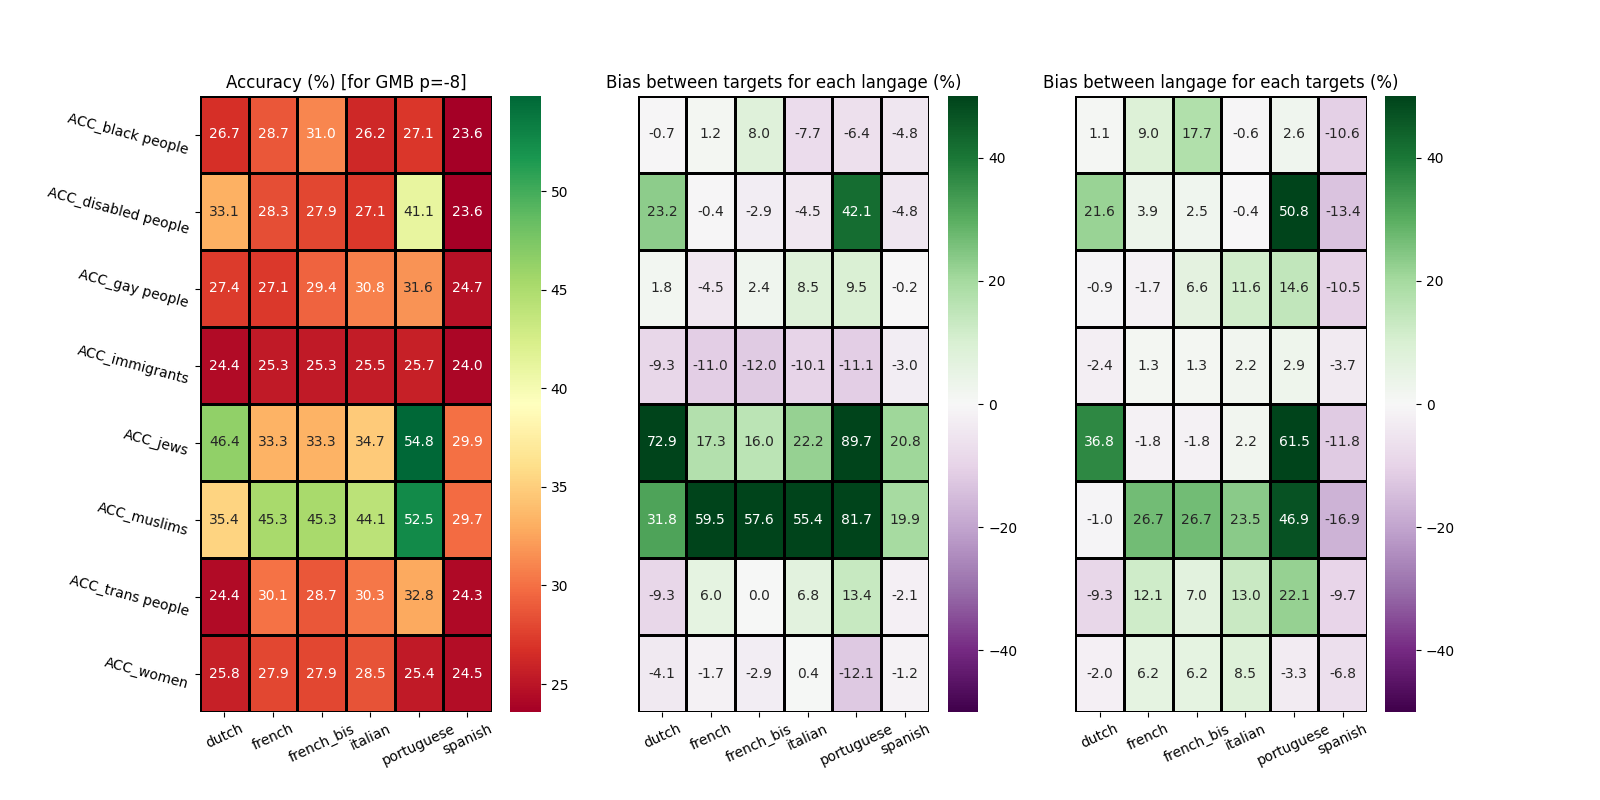 Accuracy (%) [for GMB p=-8]
Bias between targets for each langage (%)
Bias between langage for each targets (%)
ACC_black people 26.7 28.7 31.0 26.2 27.1 23.6 -0.7 1.2 8.0 -7.7 -6.4 -4.8 1.1 9.0 17.7 -0.6 2.6 -10.6
ACC_disabled people 33.1 28.3 27.9 27.1 41.1 23.6 23.2 -0.4 -2.9 -4.5 42.1 -4.8 21.6 3.9 2.5 -0.4 50.8 -13.4
ACC_gay people 27.4 27.1 29.4 30.8 31.6 24.7 1.8 -4.5 2.4 8.5 9.5 -0.2 -0.9 -1.7 6.6 11.6 14.6 -10.5
ACC_immigrants 24.4 25.3 25.3 25.5 25.7 24.0 -9.3 -11.0 -12.0 -10.1 -11.1 -3.0 -2.4 1.3 1.3 2.2 2.9 -3.7
ACC_jews 46.4 33.3 33.3 34.7 54.8 29.9 72.9 17.3 16.0 22.2 89.7 20.8 36.8 -1.8 -1.8 2.2 61.5 -11.8
ACC_muslims 35.4 45.3 45.3 44.1 52.5 29.7 31.8 59.5 57.6 55.4 81.7 19.9 -1.0 26.7 26.7 23.5 46.9 -16.9
ACC_trans people 24.4 30.1 28.7 30.3 32.8 24.3 -9.3 6.0 0.0 6.8 13.4 -2.1 -9.3 12.1 7.0 13.0 22.1 -9.7
ACC_women 25.8 27.9 27.9 28.5 25.4 24.5 -4.1 -1.7 -2.9 0.4 -12.1 -1.2 -2.0 6.2 6.2 8.5 -3.3 -6.8
dutch french french_bis italian portuguese spanish
50
45
40
35
30
25
dutch french french_bis italian portuguese spanish
40
20
0
−20
−40
dutch french french_bis italian portuguese spanish
40
20
0
−20
−40